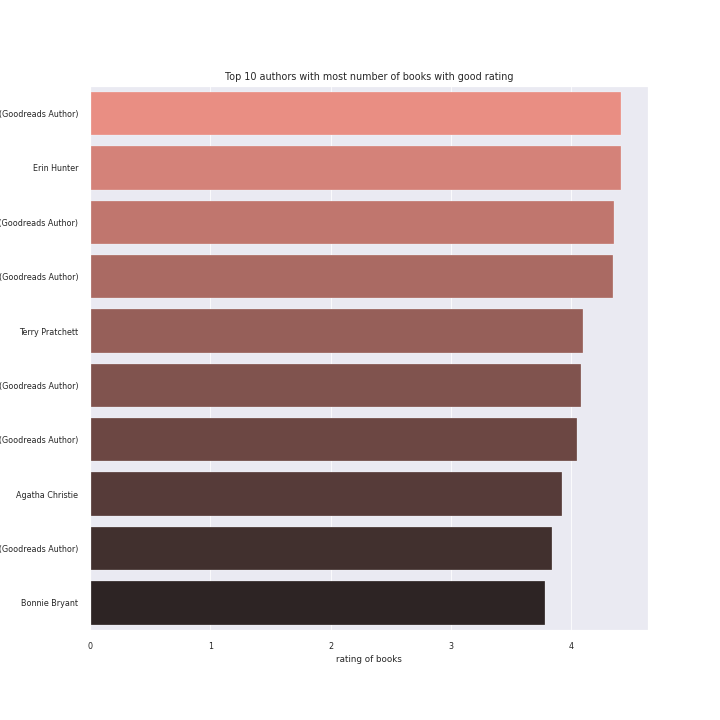 Top 10 authors with most number of books with good rating
(Goodreads Author)
Erin Hunter
(Goodreads Author)
(Goodreads Author)
Terry Pratchett
(Goodreads Author)
(Goodreads Author)
Agatha Christie
(Goodreads Author)
Bonnie Bryant
0 1 2 3 4
rating of books